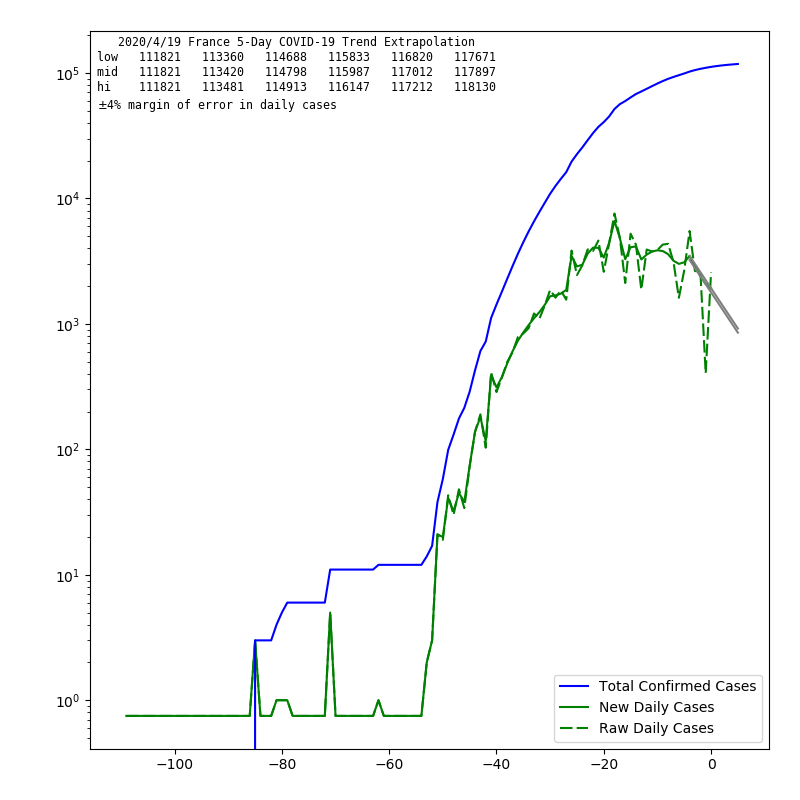 2020/4/19 France 5-Day COVID-19 Trend Extrapolation
low 111821 113360 114688 115833 116820 117671
mid 111821 113420 114798 115987 117012 117897
hi 111821 113481 114913 116147 117212 118130
±4% margin of error in daily cases
10⁵
10⁴
10³
10²
10¹
10⁰
Total Confirmed Cases
New Daily Cases
Raw Daily Cases
−100 −80 −60 −40 −20 0